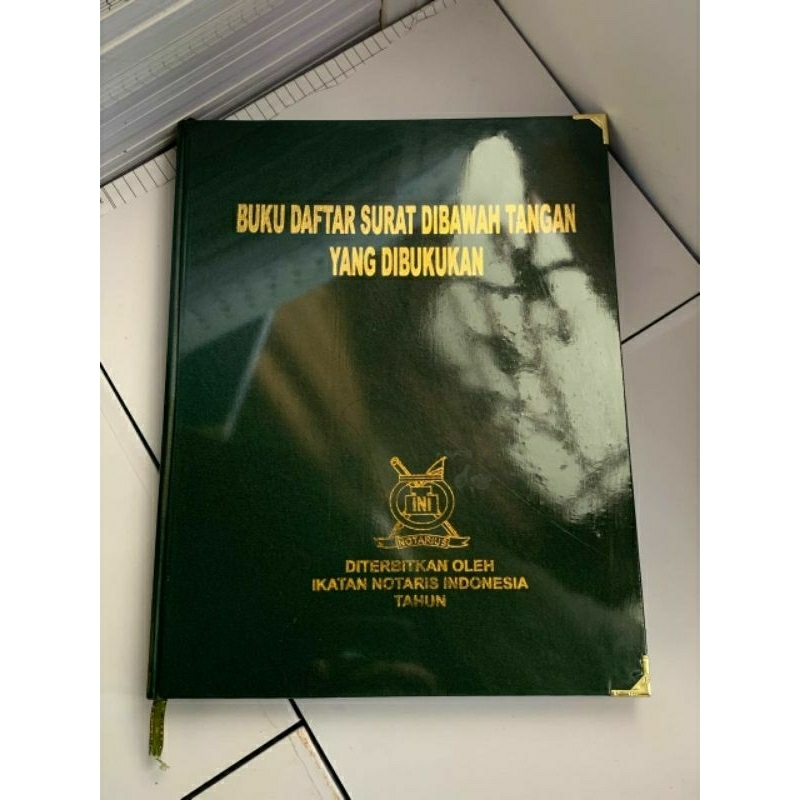 BUKU DAFTAR SURAT DIBAWAH TANGAN
YANG DIBUKUKAN
INI
NOTARIUS
DITERBITKAN OLEH
IKATAN NOTARIS INDONESIA
TAHUN